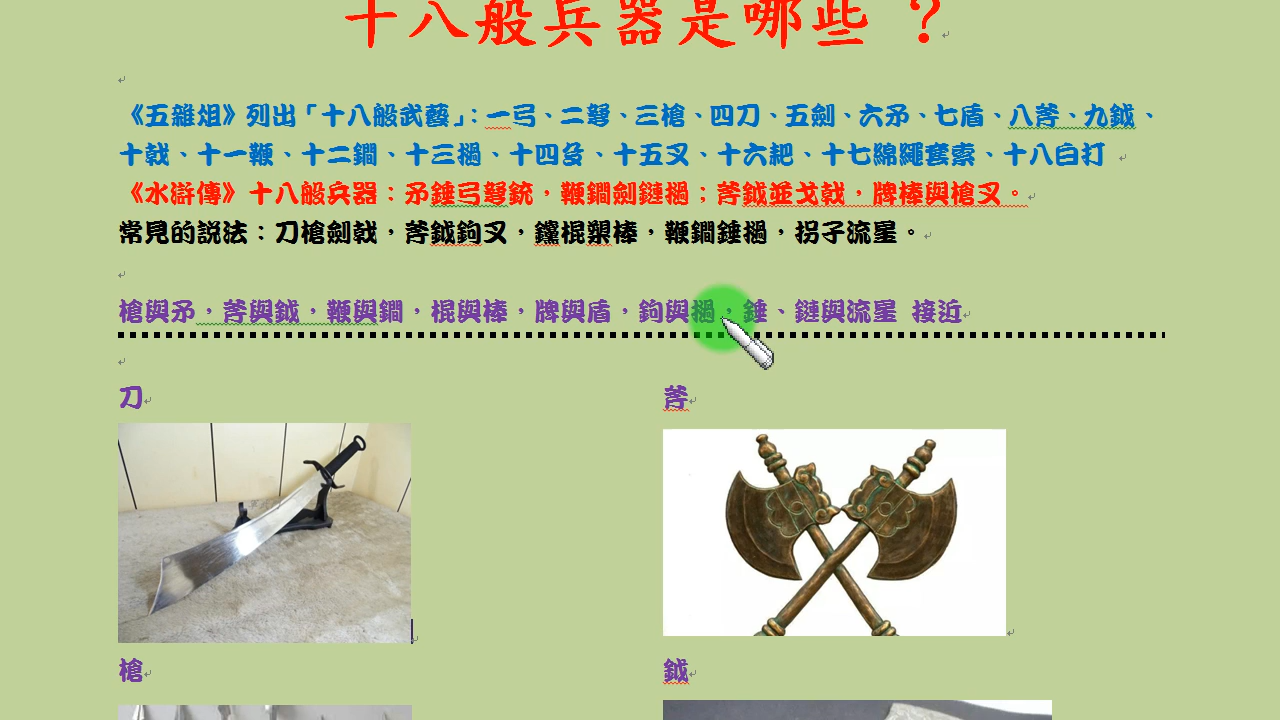 十八般兵器是哪些 ？
《五雜俎》列出「十八般武藝」：一弓、二弩、三槍、四刀、五劍、六矛、七盾、八斧、九鉞、
十戟、十一鞭、十二鐧、十三撾、十四殳、十五叉、十六耙、十七綿繩套索、十八白打
《水滸傳》十八般兵器：矛錘弓弩銃，鞭鐧劍鏈撾；斧鉞並戈戟，牌棒與槍叉。
常見的說法：刀槍劍戟，斧鉞鉤叉，钂棍槊棒，鞭鐧錘撾，拐子流星。
槍與矛，斧與鉞，鞭與鐧，棍與棒，牌與盾，鉤與撾，錘、鏈與流星 接近
刀
斧
槍
鉞